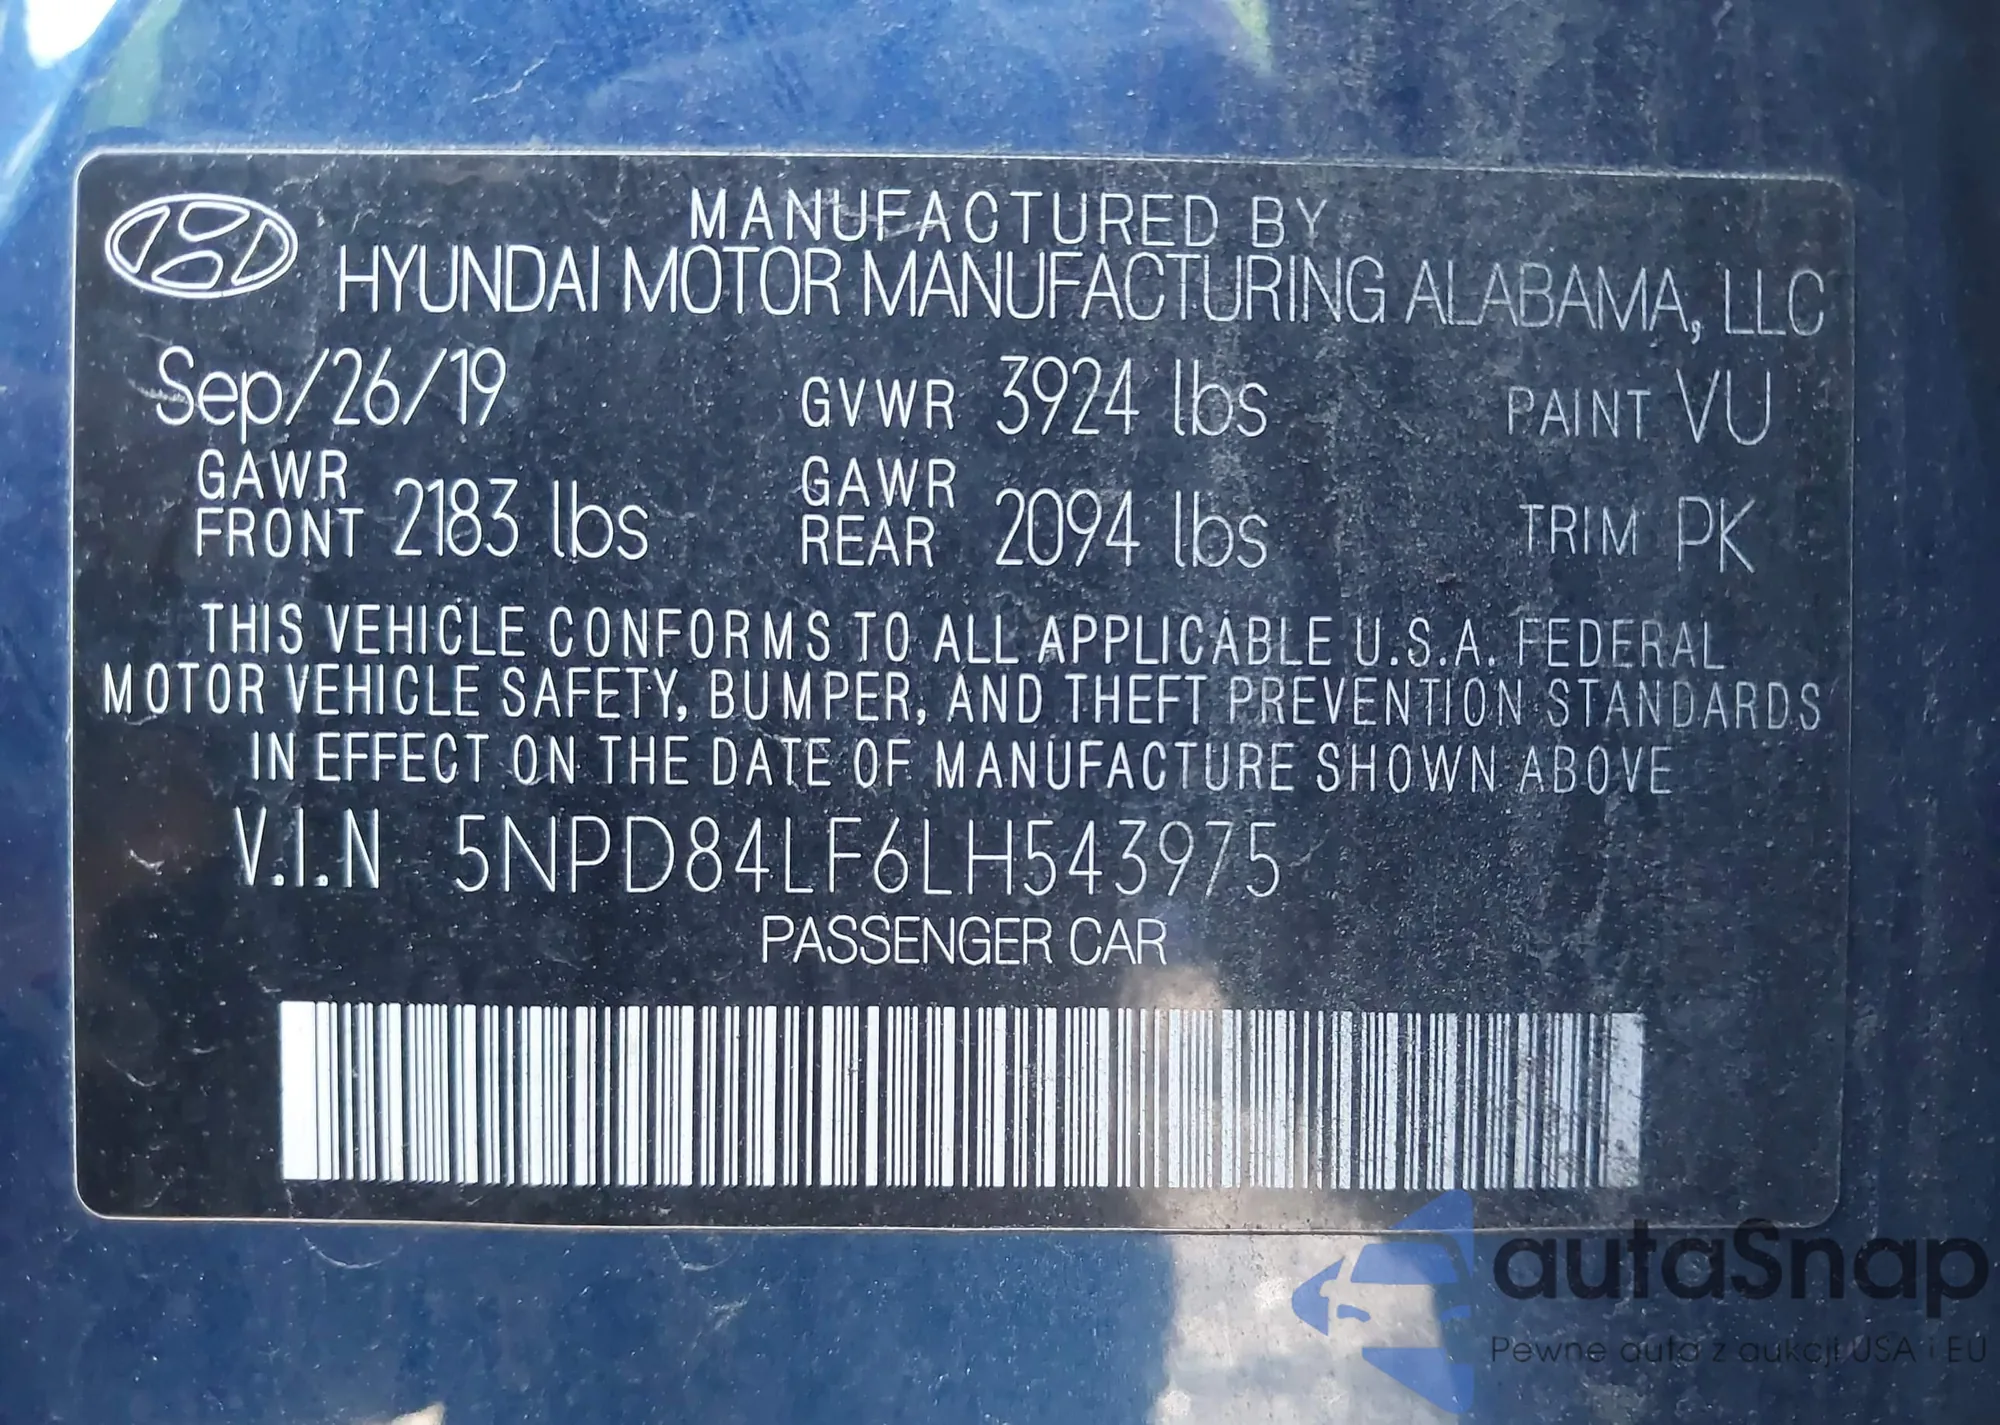 MANUFACTURED BY
HYUNDAI MOTOR MANUFACTURING ALABAMA, LLC
Sep/26/19 GVWR 3924 lbs PAINT VU
GAWR FRONT 2183 lbs GAWR REAR 2094 lbs TRIM PK
THIS VEHICLE CONFORMS TO ALL APPLICABLE U.S.A. FEDERAL
MOTOR VEHICLE SAFETY, BUMPER, AND THEFT PREVENTION STANDARDS
IN EFFECT ON THE DATE OF MANUFACTURE SHOWN ABOVE
V.I.N 5NPD84LF6LH543975
PASSENGER CAR
autaSnap
Pewne auta z aukcji USA i EU